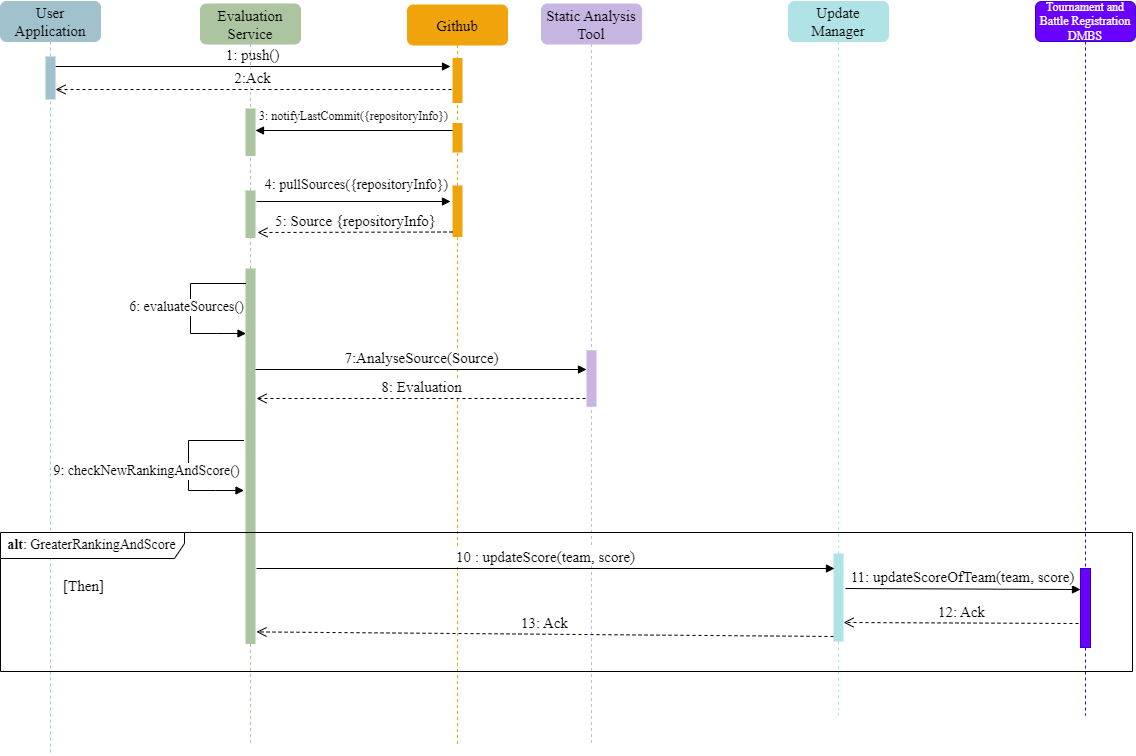 User
Application
Evaluation
Service
Github
Static Analysis
Tool
Update
Manager
Tournament and
Battle Registration
DMBS
1: push()
2:Ack
3: notifyLastCommit({repositoryInfo})
4: pullSources({repositoryInfo})
5: Source {repositoryInfo}
6: evaluateSources()
7:AnalyseSource(Source)
8: Evaluation
9: checkNewRankingAndScore()
alt: GreaterRankingAndScore
10 : updateScore(team, score)
[Then]
11: updateScoreOfTeam(team, score)
12: Ack
13: Ack